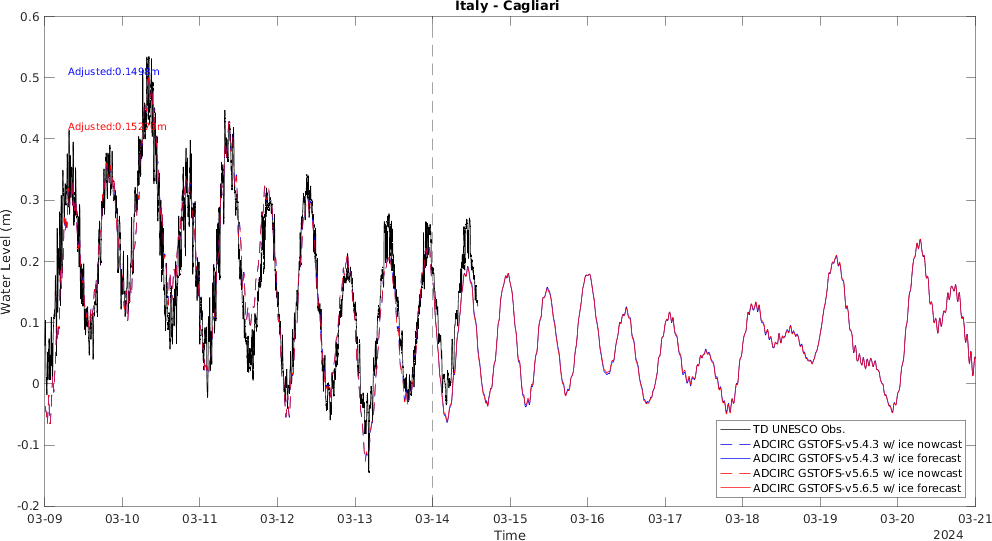 Italy - Cagliari
Water Level (m)
0.6
0.5
0.4
0.3
0.2
0.1
0
-0.1
-0.2
Adjusted:0.1498m
03-09
03-10
03-11
03-12
03-13
03-14
03-15
03-16
03-17
03-18
03-19
03-20
03-21
Time
2024
TD UNESCO Obs.
ADCIRC GSTOFS-v5.4.3 w/ ice nowcast
ADCIRC GSTOFS-v5.4.3 w/ ice forecast
ADCIRC GSTOFS-v5.6.5 w/ ice nowcast
ADCIRC GSTOFS-v5.6.5 w/ ice forecast